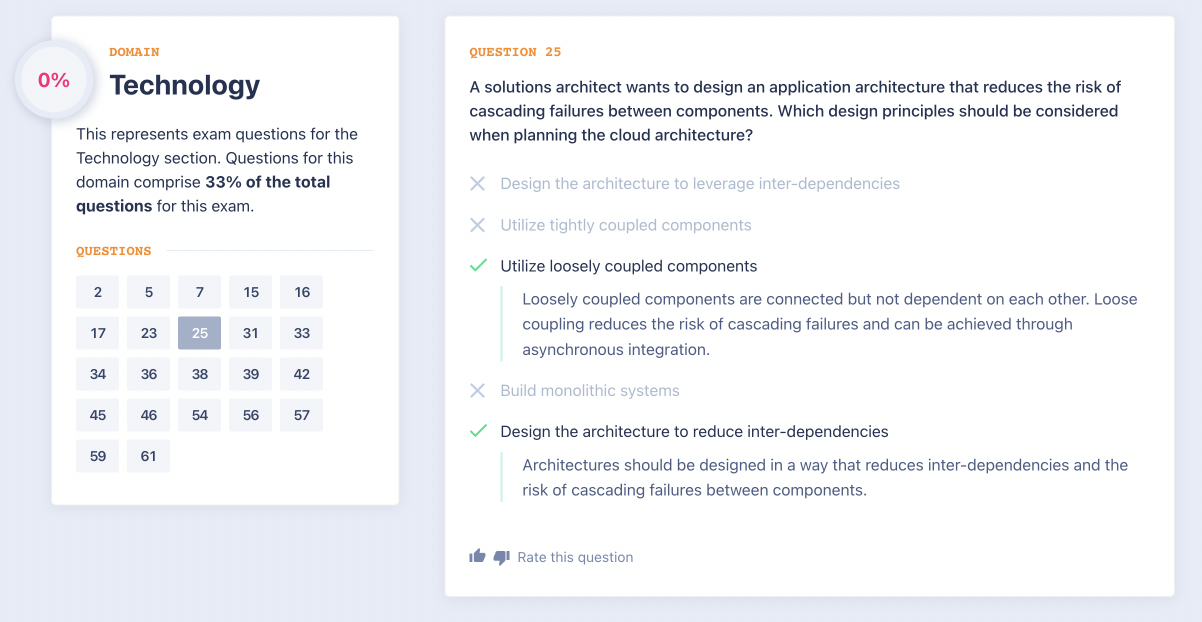 0%
DOMAIN
Technology
This represents exam questions for the
Technology section. Questions for this
domain comprise 33% of the total
questions for this exam.
QUESTIONS
2 5 7 15 16
17 23 25 31 33
34 36 38 39 42
45 46 54 56 57
59 61
QUESTION 25
A solutions architect wants to design an application architecture that reduces the risk of
cascading failures between components. Which design principles should be considered
when planning the cloud architecture?
Design the architecture to leverage inter-dependencies
Utilize tightly coupled components
Utilize loosely coupled components
Loosely coupled components are connected but not dependent on each other. Loose
coupling reduces the risk of cascading failures and can be achieved through
asynchronous integration.
Build monolithic systems
Design the architecture to reduce inter-dependencies
Architectures should be designed in a way that reduces inter-dependencies and the
risk of cascading failures between components.
Rate this question